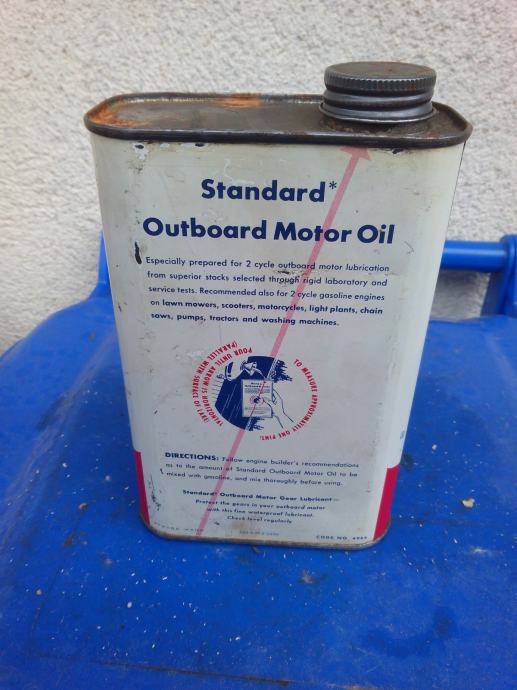 Standard*
Outboard Motor Oil
Especially prepared for 2 cycle outboard motor lubrication
from superior stocks selected through rigid laboratory and
service tests. Recommended also for 2 cycle gasoline engines
on lawn mowers, scooters, motorcycles, light plants, chain
saws, pumps, tractors and washing machines.
TO MEASURE APPROXIMATELY ONE PINT,
POUR UNTIL ARROW IS HORIZONTAL
(PARALLEL WITH SURFACE OF LAKE)
DIRECTIONS: Follow engine builder's recommendations
as to the amount of Standard Outboard Motor Oil to be
mixed with gasoline, and mix thoroughly before using.
Standard* Outboard Motor Gear Lubricant—
Protect the gears in your outboard motor
with this fine waterproof lubricant.
Check level regularly.
CODE NO.